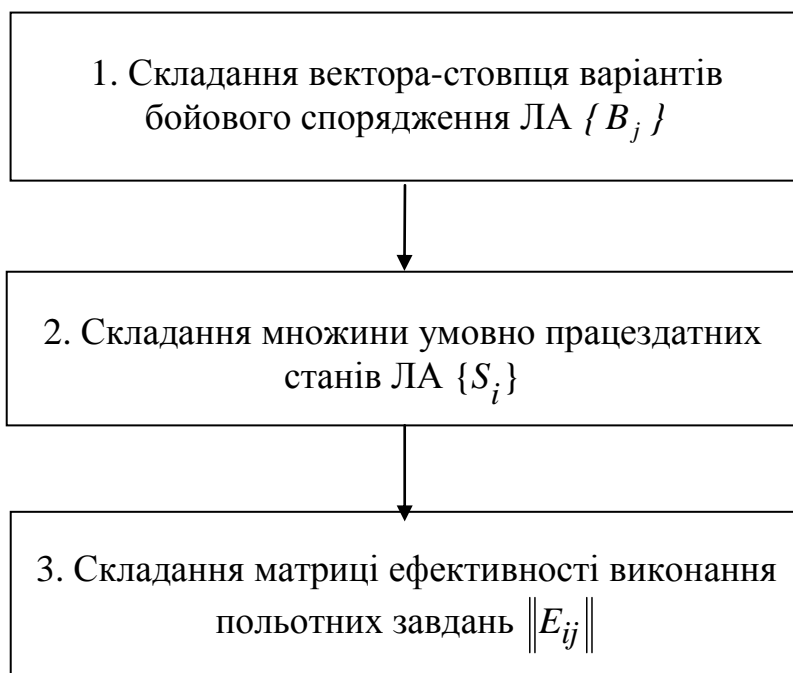 1. Складання вектора-стовпця варіантів
бойового спорядження ЛА { B_j }
2. Складання множини умовно працездатних
станів ЛА {S_i}
3. Складання матриці ефективності виконання
польотних завдань ‖E_ij‖